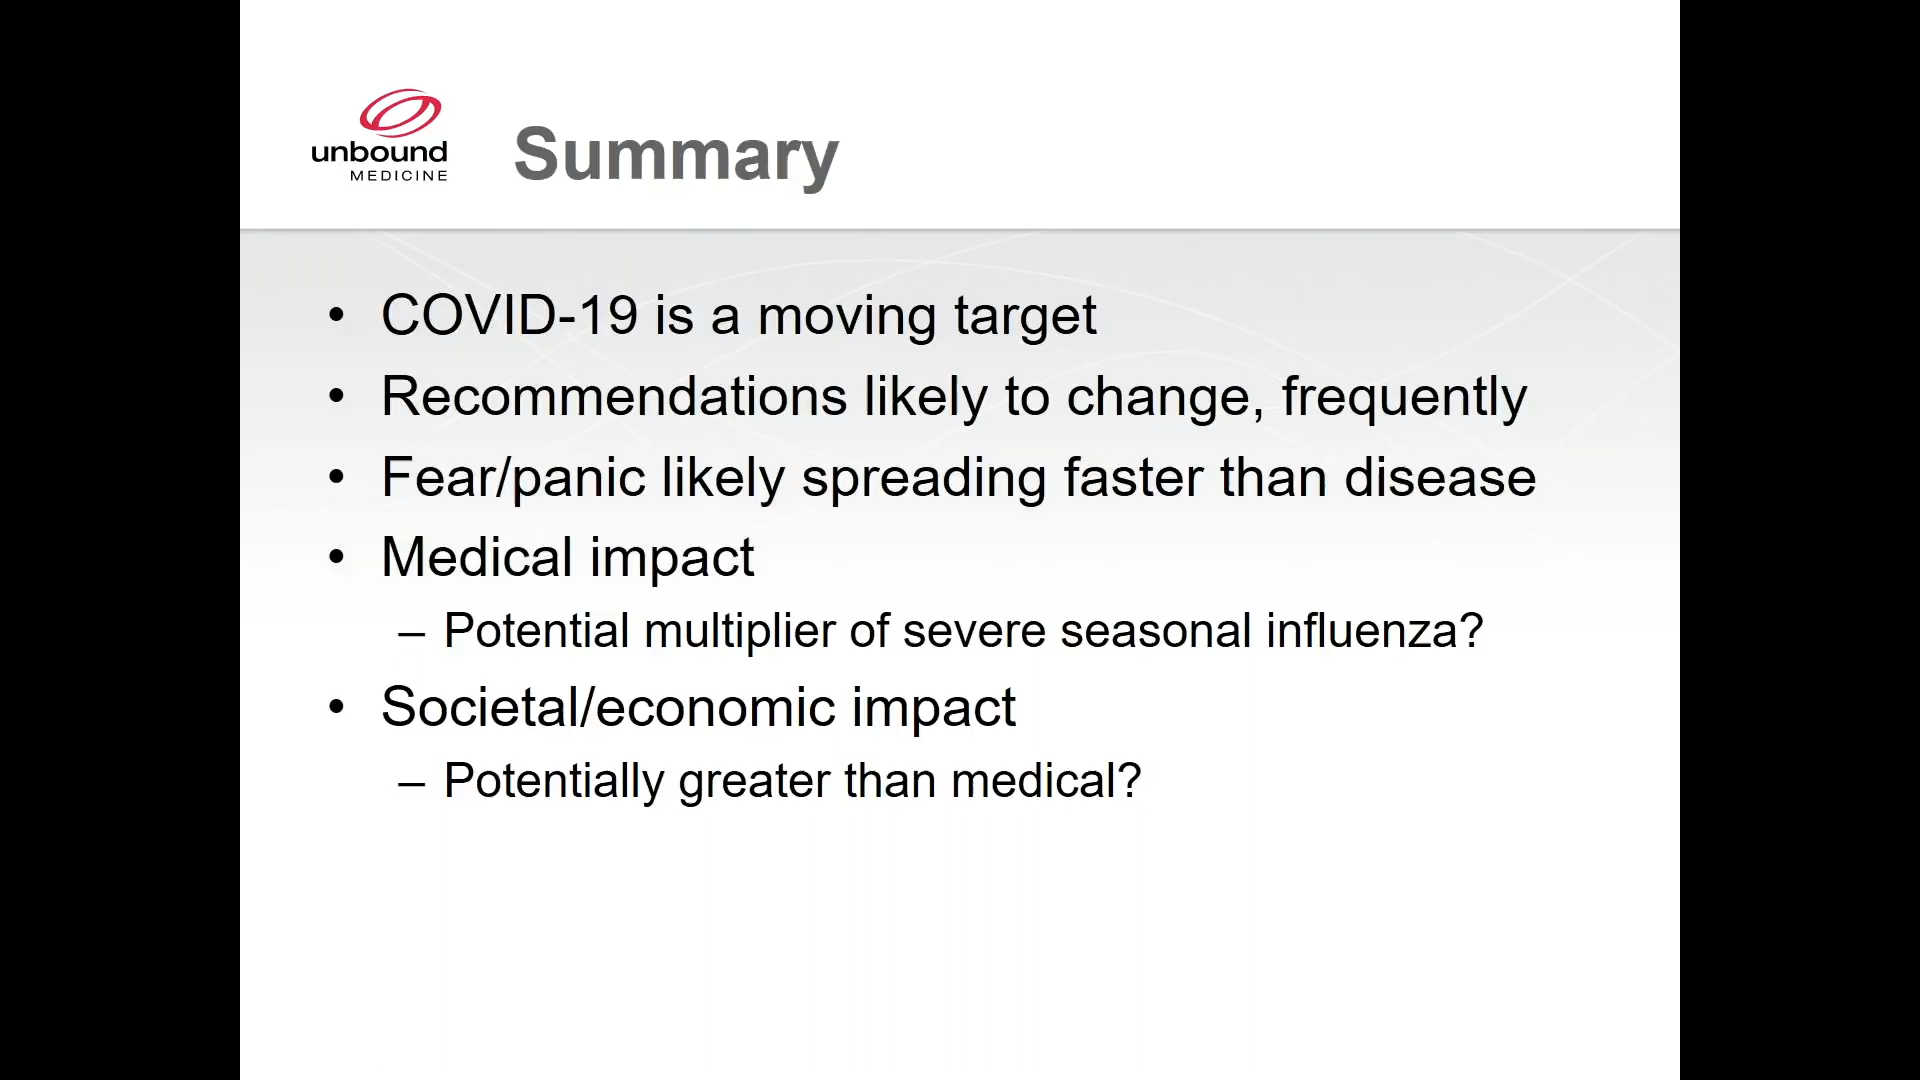 unbound
MEDICINE
Summary
• COVID-19 is a moving target
• Recommendations likely to change, frequently
• Fear/panic likely spreading faster than disease
• Medical impact
– Potential multiplier of severe seasonal influenza?
• Societal/economic impact
– Potentially greater than medical?